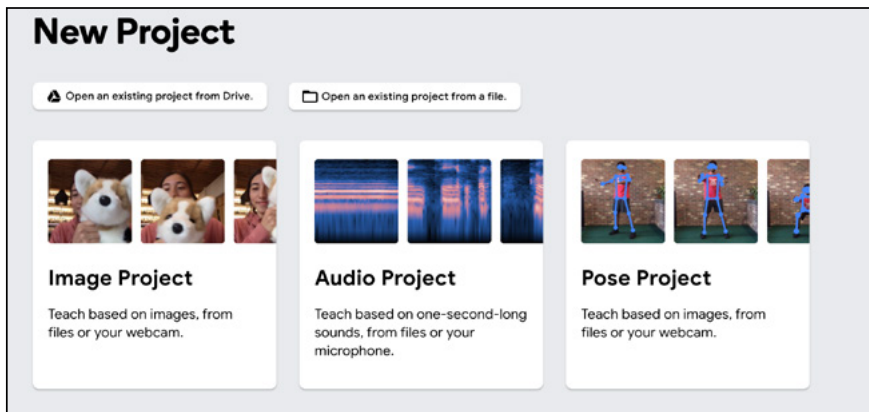 New Project
Open an existing project from Drive.
Open an existing project from a file.
Image Project
Teach based on images, from
files or your webcam.
Audio Project
Teach based on one-second-long
sounds, from files or your
microphone.
Pose Project
Teach based on images, from
files or your webcam.